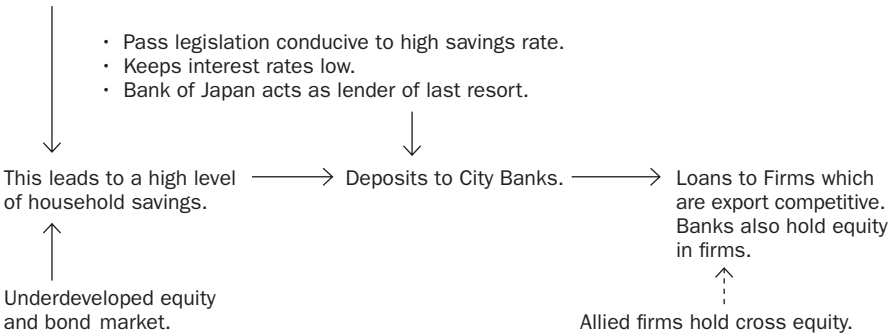 · Pass legislation conducive to high savings rate.
· Keeps interest rates low.
· Bank of Japan acts as lender of last resort.
This leads to a high level
of household savings.
Deposits to City Banks.
Loans to Firms which
are export competitive.
Banks also hold equity
in firms.
Underdeveloped equity
and bond market.
Allied firms hold cross equity.